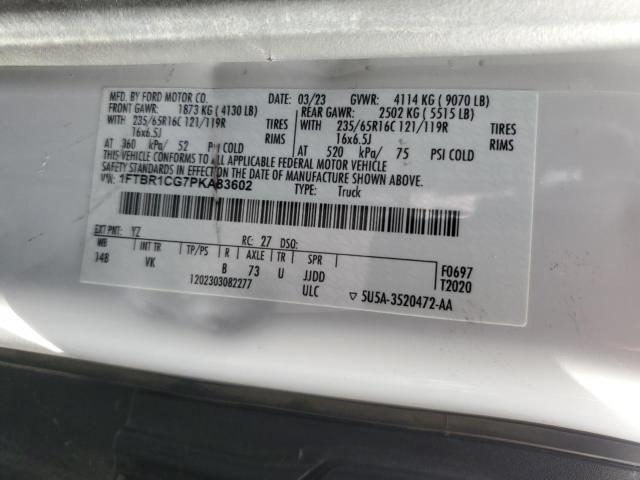 MFD. BY FORD MOTOR CO.
DATE: 03/23 GVWR: 4114 KG ( 9070 LB)
FRONT GAWR: 1873 KG ( 4130 LB)
REAR GAWR: 2502 KG ( 5515 LB)
WITH 235/65R16C 121/119R TIRES
WITH 235/65R16C 121/119R TIRES
16x6.5J RIMS
16x6.5J RIMS
AT 360 kPa/ 52 PSI COLD
AT 520 kPa/ 75 PSI COLD
THIS VEHICLE CONFORMS TO ALL APPLICABLE FEDERAL MOTOR VEHICLE
SAFETY STANDARDS IN EFFECT ON THE DATE OF MANUFACTURE SHOWN ABOVE.
VIN: 1FTBR1CG7PKA83602
TYPE: Truck
EXT PNT: YZ RC: 27 DSO:
WB INT TR TP/PS R AXLE TR SPR
148 VK B 73 U JJDD
F0697
T2020
1202303082277 ULC ▽ 5U5A-3520472-AA